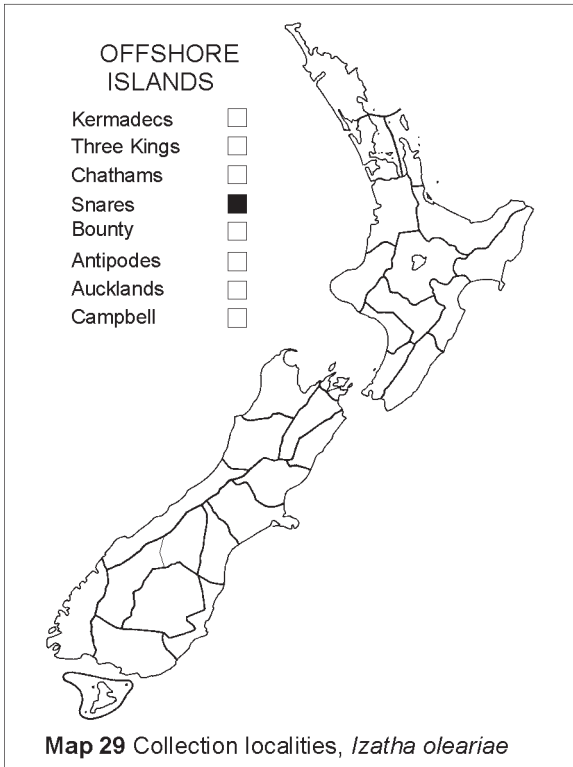 OFFSHORE
ISLANDS
Kermadecs
Three Kings
Chathams
Snares
Bounty
Antipodes
Aucklands
Campbell
Map 29 Collection localities, Izatha oleariae